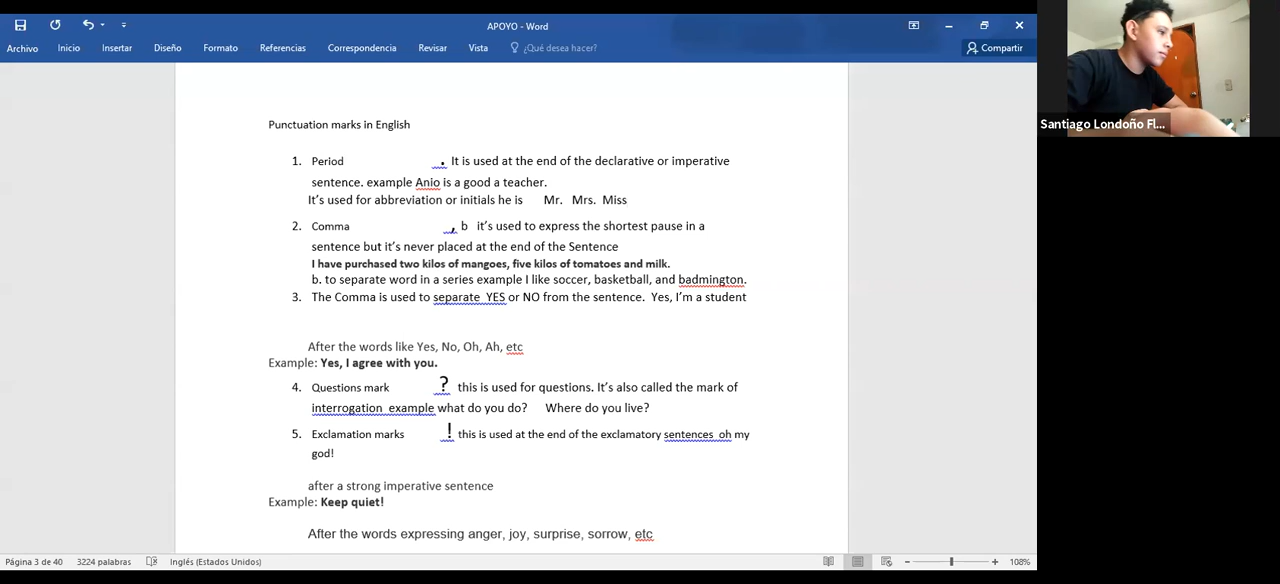 APOYO - Word
Archivo Inicio Insertar Diseño Formato Referencias Correspondencia Revisar Vista ¿Qué desea hacer? Compartir
Santiago Londoño Fl...
Punctuation marks in English
1. Period . It is used at the end of the declarative or imperative
sentence. example Anio is a good a teacher.
It's used for abbreviation or initials he is Mr. Mrs. Miss
2. Comma , b it's used to express the shortest pause in a
sentence but it's never placed at the end of the Sentence
I have purchased two kilos of mangoes, five kilos of tomatoes and milk.
b. to separate word in a series example I like soccer, basketball, and badmington.
3. The Comma is used to separate YES or NO from the sentence. Yes, I'm a student
After the words like Yes, No, Oh, Ah, etc
Example: Yes, I agree with you.
4. Questions mark ? this is used for questions. It's also called the mark of
interrogation example what do you do? Where do you live?
5. Exclamation marks ! this is used at the end of the exclamatory sentences oh my
god!
after a strong imperative sentence
Example: Keep quiet!
After the words expressing anger, joy, surprise, sorrow, etc
Página 3 de 40 3224 palabras Inglés (Estados Unidos) 108%